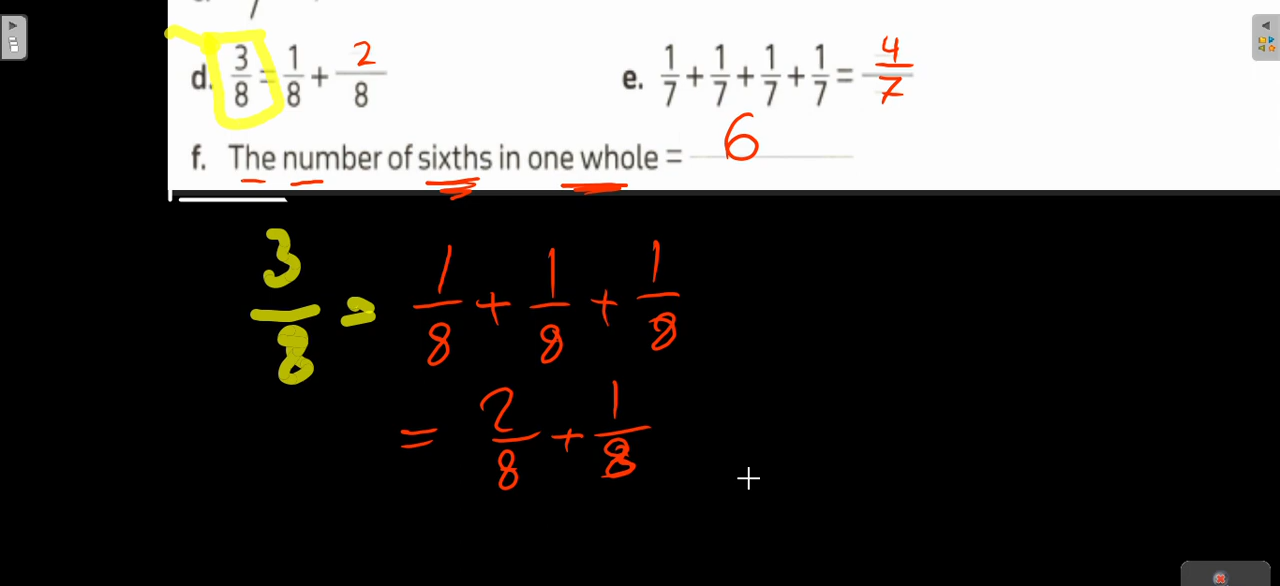 d. 3/8 = 1/8 + 2/8
e. 1/7 + 1/7 + 1/7 + 1/7 = 4/7
f. The number of sixths in one whole = 6
3/8 = 1/8 + 1/8 + 1/8
= 2/8 + 1/8